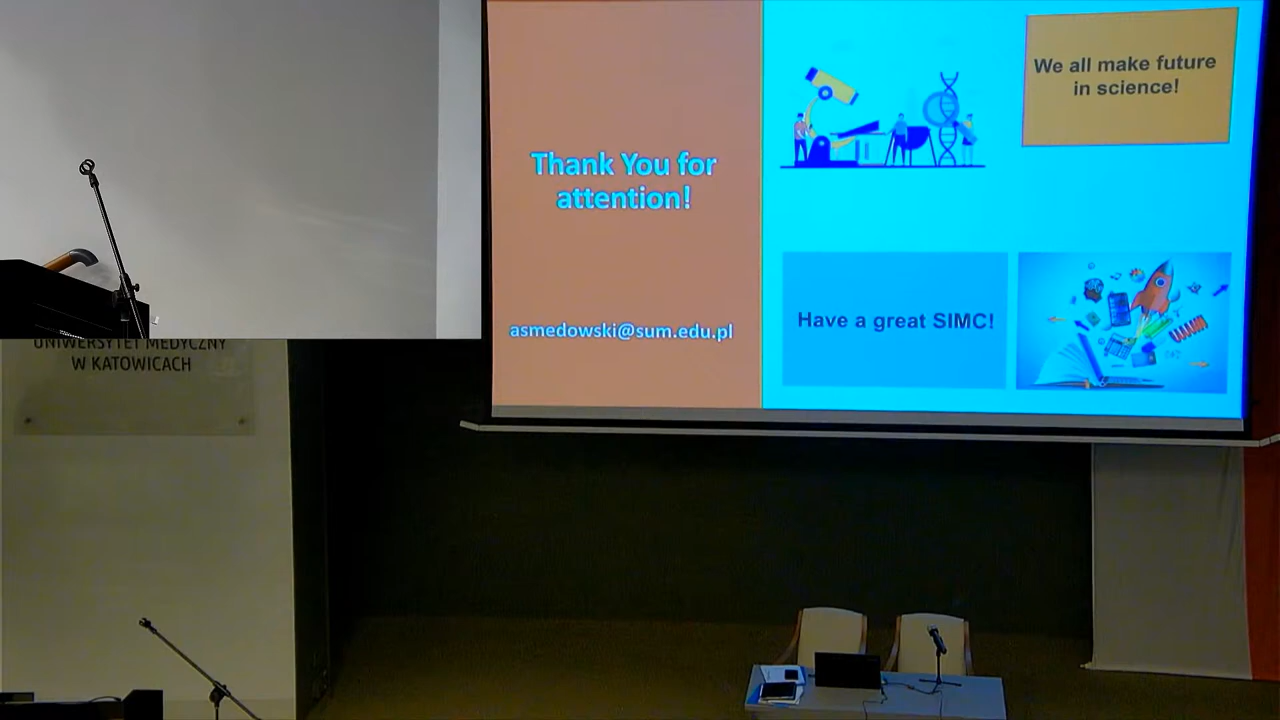 UNIWERSYTET MEDYCZNY
W KATOWICACH
Thank You for
attention!
asmedowski@sum.edu.pl
We all make future
in science!
Have a great SIMC!